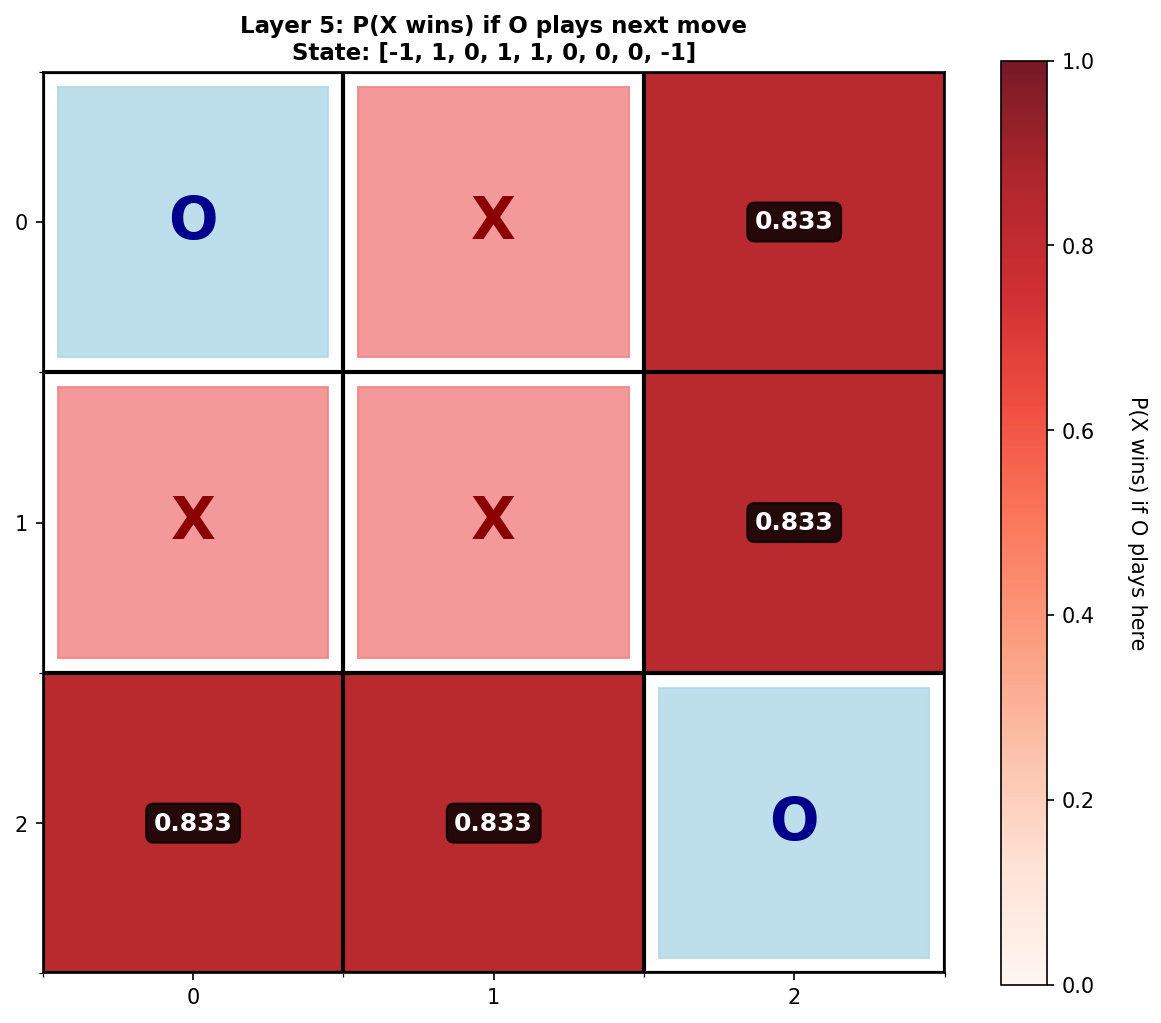 Layer 5: P(X wins) if O plays next move
State: [-1, 1, 0, 1, 1, 0, 0, 0, -1]
O X 0.833
X X 0.833
0.833 0.833 O
0
1
2
0 1 2
1.0
0.8
0.6
0.4
0.2
0.0
P(X wins) if O plays here